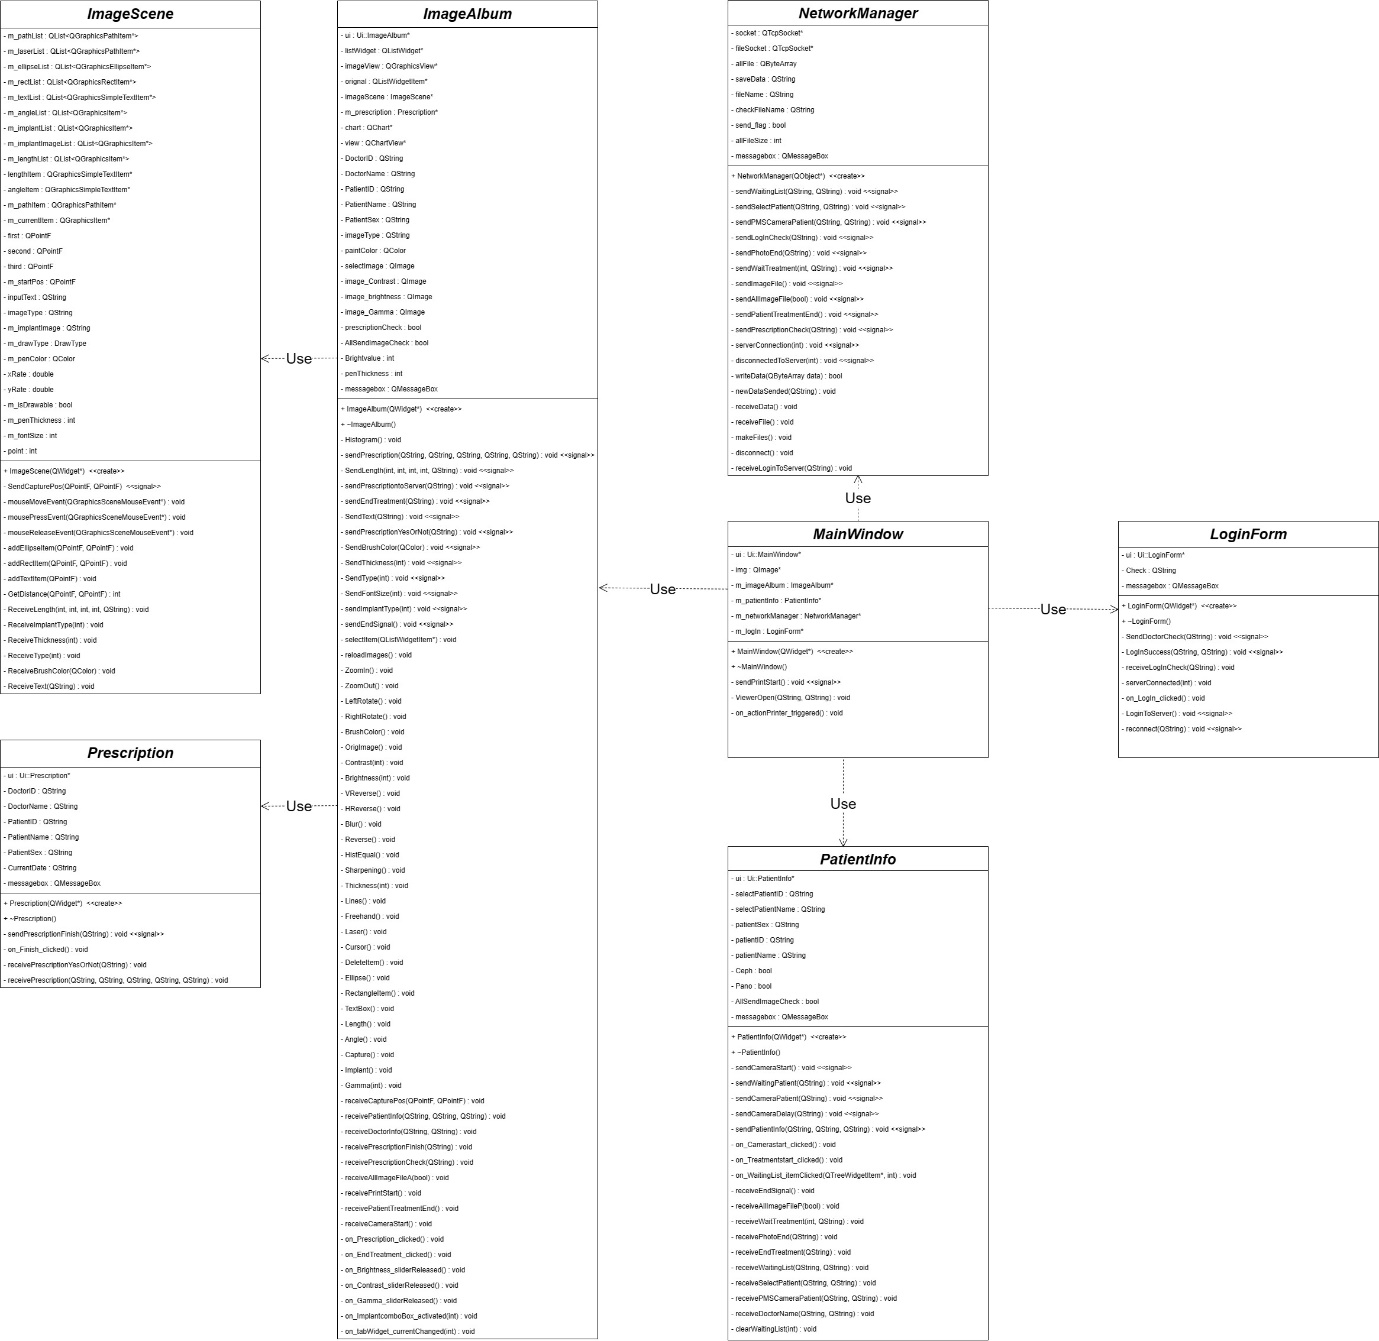 ImageScene
- m_pathList : QList<QGraphicsPathItem*>
- m_laserList : QList<QGraphicsPathItem*>
- m_ellipseList : QList<QGraphicsEllipseItem*>
- m_rectList : QList<QGraphicsRectItem*>
- m_textList : QList<QGraphicsSimpleTextItem*>
- m_angleList : QList<QGraphicsItem*>
- m_implantList : QList<QGraphicsItem*>
- m_implantImageList : QList<QGraphicsItem*>
- m_lengthList : QList<QGraphicsItem*>
- lengthItem : QGraphicsSimpleTextItem*
- angleItem : QGraphicsSimpleTextItem*
- m_pathItem : QGraphicsPathItem*
- m_currentItem : QGraphicsItem*
- first : QPointF
- second : QPointF
- third : QPointF
- m_startPos : QPointF
- inputText : QString
- imageType : QString
- m_implantImage : QString
- m_drawType : DrawType
- m_penColor : QColor
- xRate : double
- yRate : double
- m_isDrawable : bool
- m_penThickness : int
- m_fontSize : int
- point : int
+ ImageScene(QWidget*) <<create>>
- SendCapturePos(QPointF, QPointF) <<signal>>
- mouseMoveEvent(QGraphicsSceneMouseEvent*) : void
- mousePressEvent(QGraphicsSceneMouseEvent*) : void
- mouseReleaseEvent(QGraphicsSceneMouseEvent*) : void
- addEllipseItem(QPointF, QPointF) : void
- addRectItem(QPointF, QPointF) : void
- addTextItem(QPointF) : void
- GetDistance(QPointF, QPointF) : int
- ReceiveLength(int, int, int, int, QString) : void
- ReceiveImplantType(int) : void
- ReceiveThickness(int) : void
- ReceiveType(int) : void
- ReceiveBrushColor(QColor) : void
- ReceiveText(QString) : void
Prescription
- ui : Ui::Prescription*
- DoctorID : QString
- DoctorName : QString
- PatientID : QString
- PatientName : QString
- PatientSex : QString
- CurrentDate : QString
- messagebox : QMessageBox
+ Prescription(QWidget*) <<create>>
+ ~Prescription()
- sendPrescriptionFinish(QString) : void <<signal>>
- on_Finish_clicked() : void
- receivePrescriptionYesOrNot(QString) : void
- receivePrescription(QString, QString, QString, QString, QString) : void
Use
Use
ImageAlbum
- ui : Ui::ImageAlbum*
- listWidget : QListWidget*
- imageView : QGraphicsView*
- orignal : QListWidgetItem*
- imageScene : ImageScene*
- m_prescription : Prescription*
- chart : QChart*
- view : QChartView*
- DoctorID : QString
- DoctorName : QString
- PatientID : QString
- PatientName : QString
- PatientSex : QString
- imageType : QString
- paintColor : QColor
- selectImage : QImage
- image_Contrast : QImage
- image_brightness : QImage
- image_Gamma : QImage
- prescriptionCheck : bool
- AllSendImageCheck : bool
- Brightvalue : int
- penThickness : int
- messagebox : QMessageBox
+ ImageAlbum(QWidget*) <<create>>
+ ~ImageAlbum()
- Histogram() : void
- sendPrescription(QString, QString, QString, QString, QString) : void <<signal>>
- SendLength(int, int, int, int, QString) : void <<signal>>
- sendPrescriptiontoServer(QString) : void <<signal>>
- sendEndTreatment(QString) : void <<signal>>
- SendText(QString) : void <<signal>>
- sendPrescriptionYesOrNot(QString) : void <<signal>>
- SendBrushColor(QColor) : void <<signal>>
- SendThickness(int) : void <<signal>>
- SendType(int) : void <<signal>>
- SendFontSize(int) : void <<signal>>
- sendImplantType(int) : void <<signal>>
- sendEndSignal() : void <<signal>>
- selectItem(QListWidgetItem*) : void
- reloadImages() : void
- ZoomIn() : void
- ZoomOut() : void
- LeftRotate() : void
- RightRotate() : void
- BrushColor() : void
- OrigImage() : void
- Contrast(int) : void
- Brightness(int) : void
- VReverse() : void
- HReverse() : void
- Blur() : void
- Reverse() : void
- HistEqual() : void
- Sharpening() : void
- Thickness(int) : void
- Lines() : void
- Freehand() : void
- Laser() : void
- Cursor() : void
- DeleteItem() : void
- Ellipse() : void
- RectangleItem() : void
- TextBox() : void
- Length() : void
- Angle() : void
- Capture() : void
- Implant() : void
- Gamma(int) : void
- receiveCapturePos(QPointF, QPointF) : void
- receivePatientInfo(QString, QString, QString) : void
- receiveDoctorInfo(QString, QString) : void
- receivePrescriptionFinish(QString) : void
- receivePrescriptionCheck(QString) : void
- receiveAllImageFileA(bool) : void
- receivePrintStart() : void
- receivePatientTreatmentEnd() : void
- receiveCameraStart() : void
- on_Prescription_clicked() : void
- on_EndTreatment_clicked() : void
- on_Brightness_sliderReleased() : void
- on_Contrast_sliderReleased() : void
- on_Gamma_sliderReleased() : void
- on_ImplantcomboBox_activated(int) : void
- on_tabWidget_currentChanged(int) : void
Use
NetworkManager
- socket : QTcpSocket*
- fileSocket : QTcpSocket*
- allFile : QByteArray
- saveData : QString
- fileName : QString
- checkFileName : QString
- send_flag : bool
- allFileSize : int
- messagebox : QMessageBox
+ NetworkManager(QObject*) <<create>>
- sendWaitingList(QString, QString) : void <<signal>>
- sendSelectPatient(QString, QString) : void <<signal>>
- sendPMSCameraPatient(QString, QString) : void <<signal>>
- sendLogInCheck(QString) : void <<signal>>
- sendPhotoEnd(QString) : void <<signal>>
- sendWaitTreatment(int, QString) : void <<signal>>
- sendImageFile() : void <<signal>>
- sendAllImageFile(bool) : void <<signal>>
- sendPatientTreatmentEnd() : void <<signal>>
- sendPrescriptionCheck(QString) : void <<signal>>
- serverConnection(int) : void <<signal>>
- disconnectedToServer(int) : void <<signal>>
- writeData(QByteArray data) : bool
- newDataSended(QString) : void
- receiveData() : void
- receiveFile() : void
- makeFiles() : void
- disconnect() : void
- receiveLoginToServer(QString) : void
Use
MainWindow
- ui : Ui::MainWindow*
- img : QImage*
- m_imageAlbum : ImageAlbum*
- m_patientInfo : PatientInfo*
- m_networkManager : NetworkManager*
- m_logIn : LoginForm*
+ MainWindow(QWidget*) <<create>>
+ ~MainWindow()
- sendPrintStart() : void <<signal>>
- ViewerOpen(QString, QString) : void
- on_actionPrinter_triggered() : void
Use
LoginForm
- ui : Ui::LoginForm*
- Check : QString
- messagebox : QMessageBox
+ LoginForm(QWidget*) <<create>>
+ ~LoginForm()
- SendDoctorCheck(QString) : void <<signal>>
- LogInSuccess(QString, QString) : void <<signal>>
- receiveLogInCheck(QString) : void
- serverConnected(int) : void
- on_LogIn_clicked() : void
- LoginToServer() : void <<signal>>
- reconnect(QString) : void <<signal>>
Use
PatientInfo
- ui : Ui::PatientInfo*
- selectPatientID : QString
- selectPatientName : QString
- patientSex : QString
- patientID : QString
- patientName : QString
- Ceph : bool
- Pano : bool
- AllSendImageCheck : bool
- messagebox : QMessageBox
+ PatientInfo(QWidget*) <<create>>
+ ~PatientInfo()
- sendCameraStart() : void <<signal>>
- sendWaitingPatient(QString) : void <<signal>>
- sendCameraPatient(QString) : void <<signal>>
- sendCameraDelay(QString) : void <<signal>>
- sendPatientInfo(QString, QString, QString) : void <<signal>>
- on_Camerastart_clicked() : void
- on_Treatmentstart_clicked() : void
- on_WaitingList_itemClicked(QTreeWidgetItem*, int) : void
- receiveEndSignal() : void
- receiveAllImageFileP(bool) : void
- receiveWaitTreatment(int, QString) : void
- receivePhotoEnd(QString) : void
- receiveEndTreatment(QString) : void
- receiveWaitingList(QString, QString) : void
- receiveSelectPatient(QString, QString) : void
- receivePMSCameraPatient(QString, QString) : void
- receiveDoctorName(QString, QString) : void
- clearWaitingList(int) : void